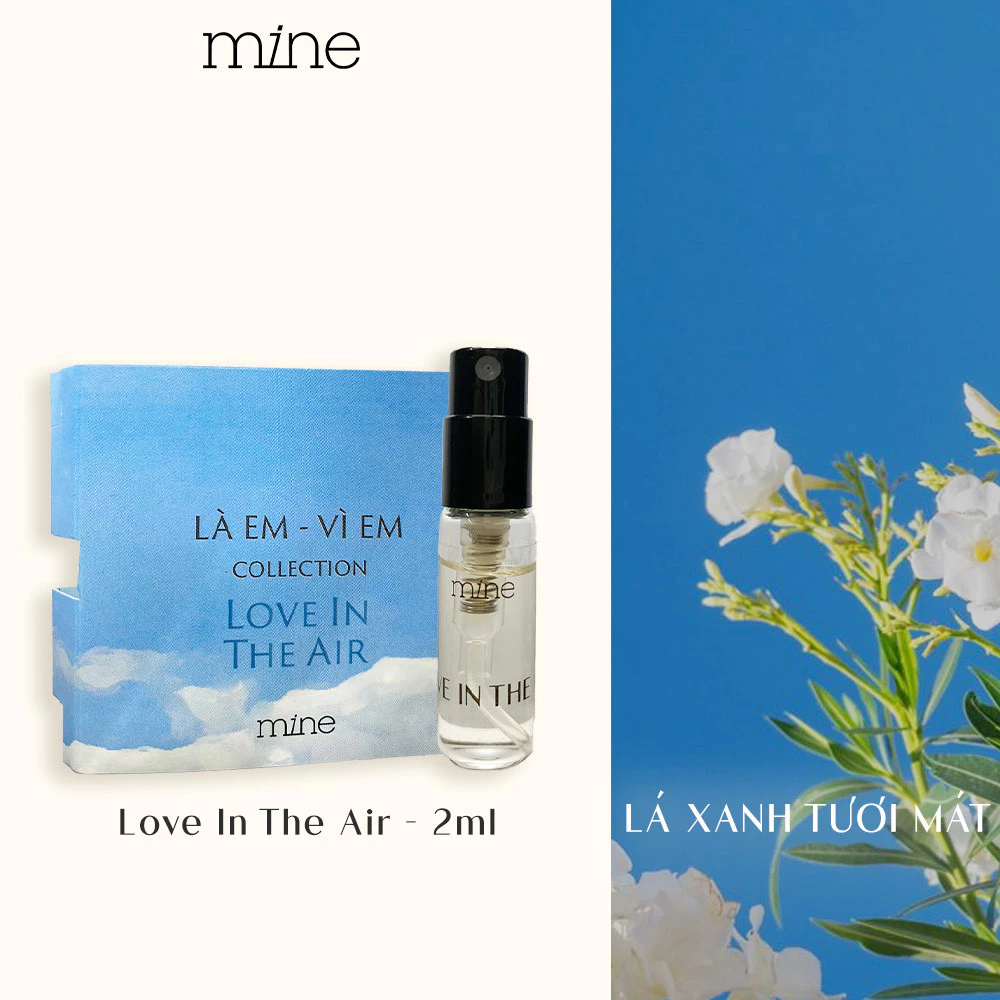 mine
LÀ EM - VÌ EM
COLLECTION
LOVE IN
THE AIR
mine
mine
VE IN THE
Love In The Air - 2ml
LÁ XANH TƯƠI MÁT